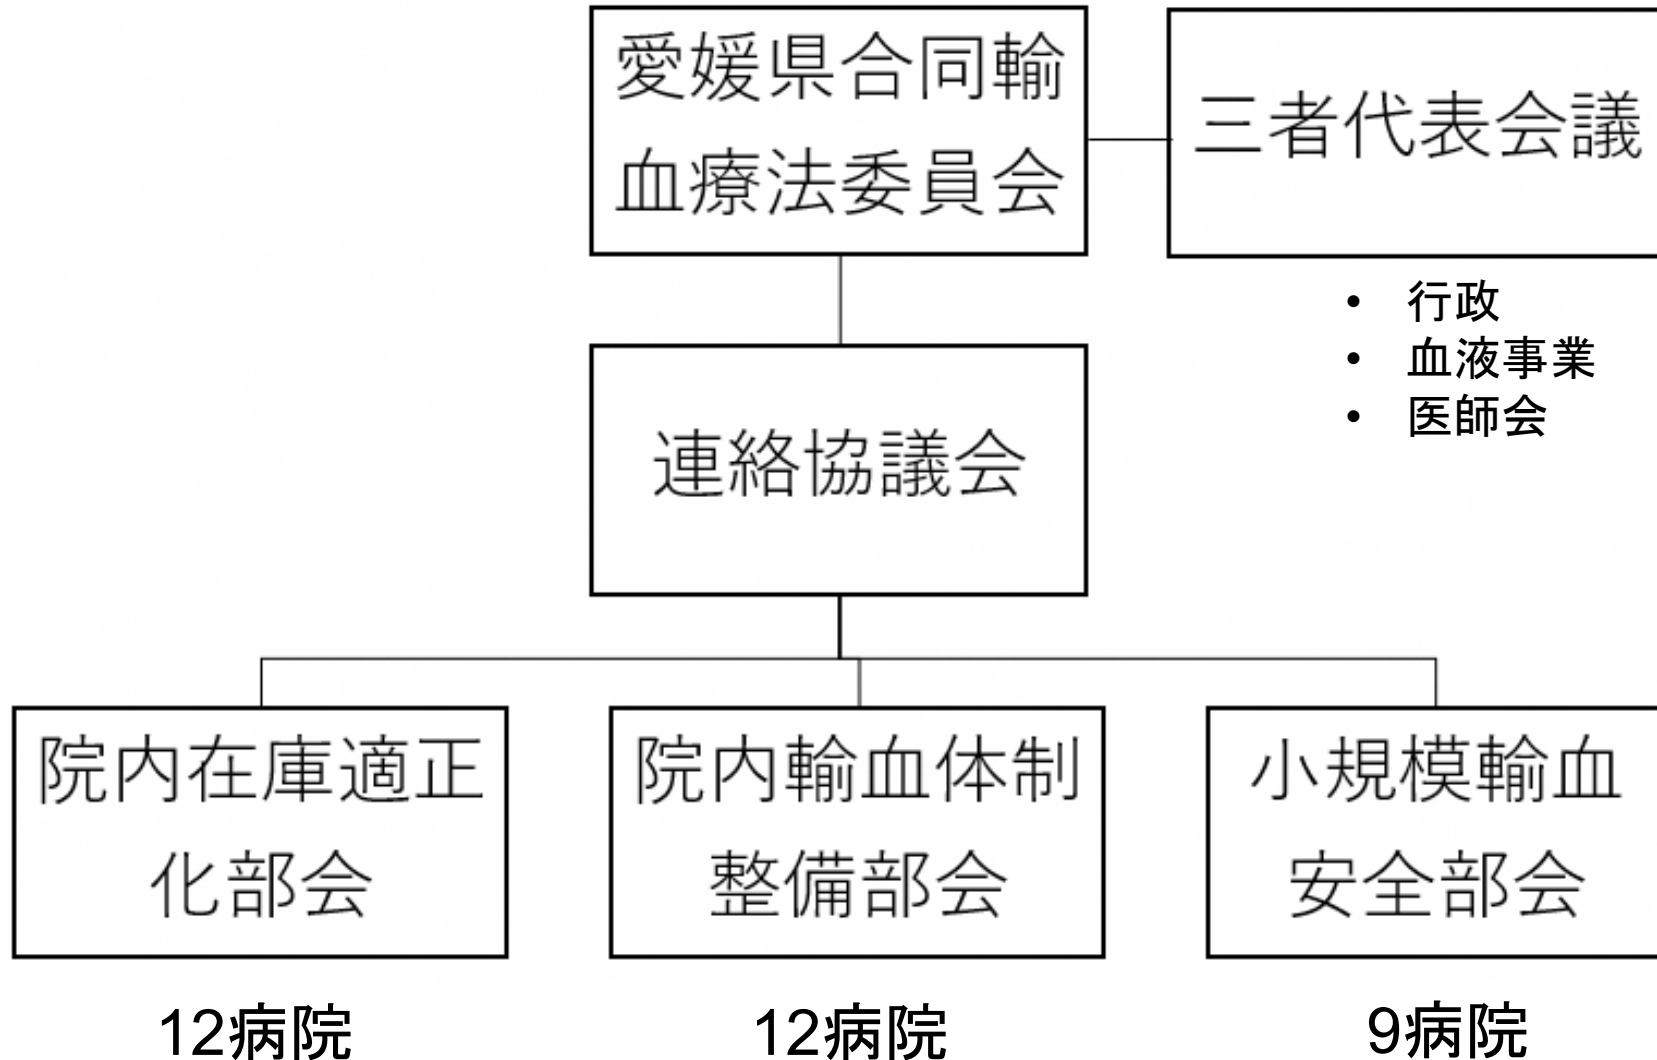 愛媛県合同輸
血療法委員会
三者代表会議
• 行政
• 血液事業
• 医師会
連絡協議会
院内在庫適正
化部会
院内輸血体制
整備部会
小規模輸血
安全部会
12病院
12病院
9病院